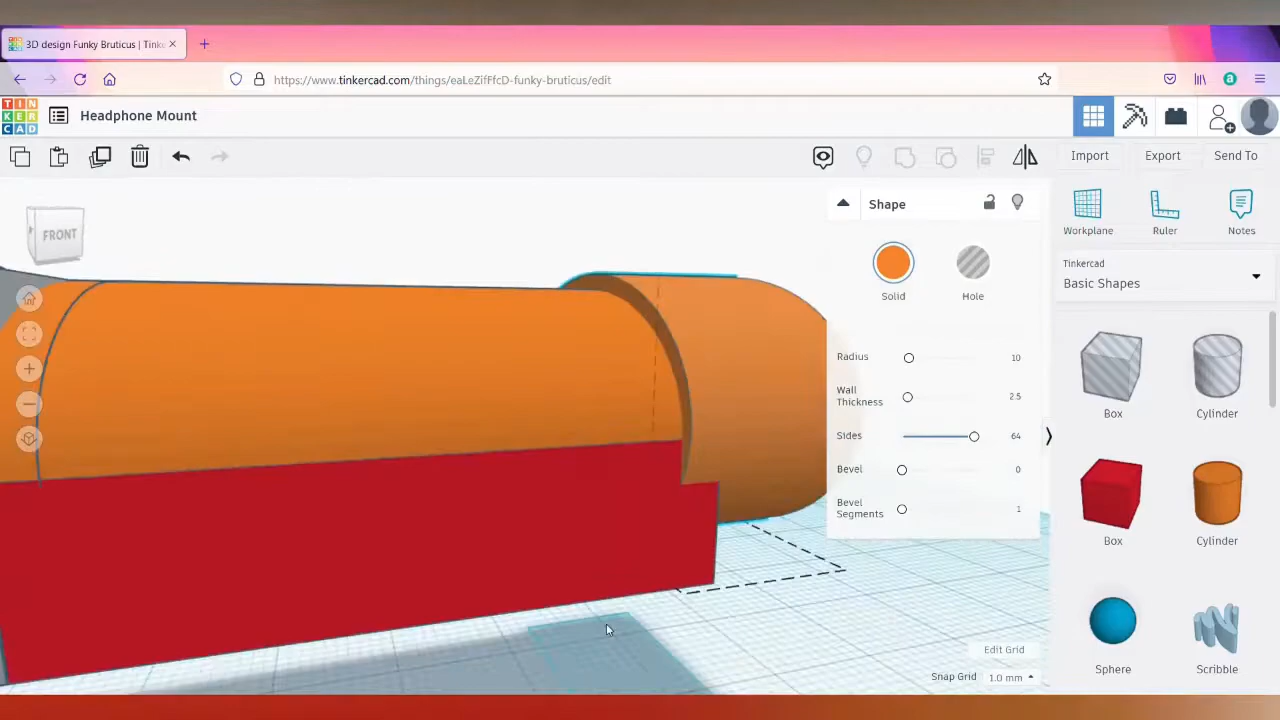 3D design Funky Bruticus | Tinke
https://www.tinkercad.com/things/eaLeZifFfcD-funky-bruticus/edit
a
TIN
KER
CAD
Headphone Mount
Import
Export
Send To
FRONT
Shape
Workplane
Ruler
Notes
Tinkercad
Basic Shapes
Solid
Hole
Radius
10
Wall
Thickness
2.5
Sides
64
Bevel
0
Bevel
Segments
1
Box
Cylinder
Box
Cylinder
Sphere
Scribble
Edit Grid
Snap Grid
1.0 mm